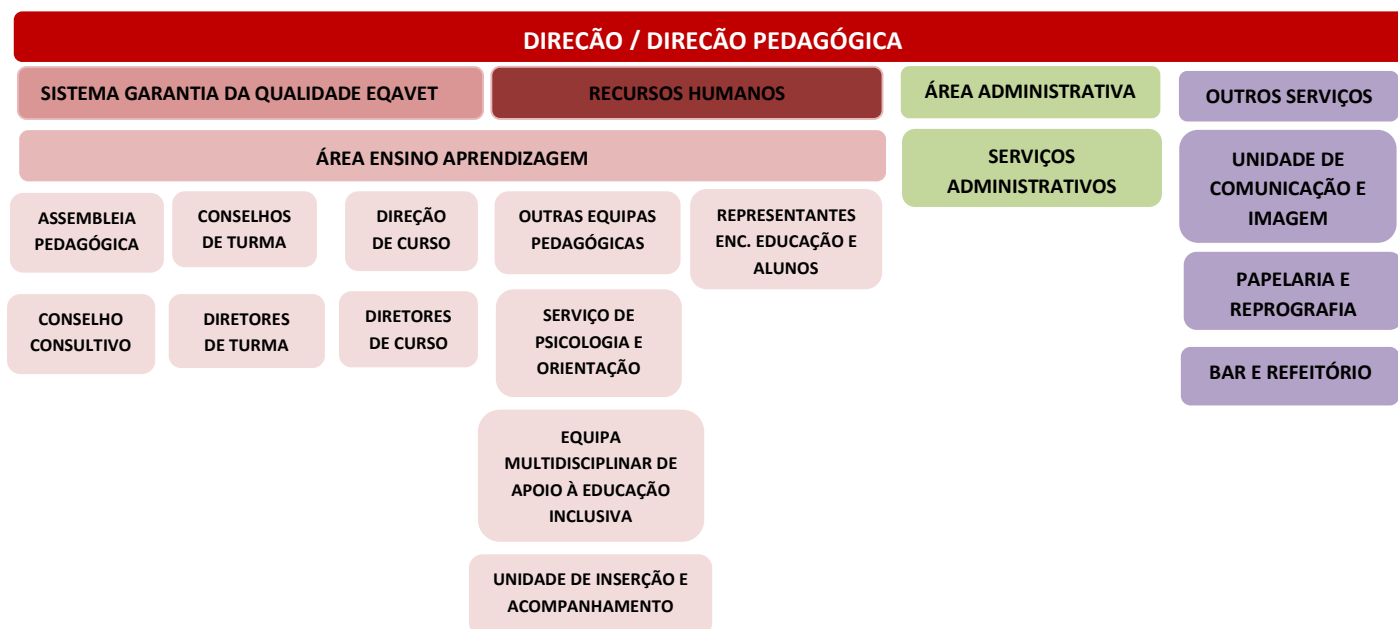 DIREÇÃO / DIREÇÃO PEDAGÓGICA
SISTEMA GARANTIA DA QUALIDADE EQAVET
RECURSOS HUMANOS
ÁREA ADMINISTRATIVA
OUTROS SERVIÇOS
ÁREA ENSINO APRENDIZAGEM
SERVIÇOS
ADMINISTRATIVOS
UNIDADE DE
COMUNICAÇÃO E
IMAGEM
ASSEMBLEIA
PEDAGÓGICA
CONSELHOS
DE TURMA
DIREÇÃO
DE CURSO
OUTRAS EQUIPAS
PEDAGÓGICAS
REPRESENTANTES
ENC. EDUCAÇÃO E
ALUNOS
PAPELARIA E
REPROGRAFIA
CONSELHO
CONSULTIVO
DIRETORES
DE TURMA
DIRETORES
DE CURSO
SERVIÇO DE
PSICOLOGIA E
ORIENTAÇÃO
BAR E REFEITÓRIO
EQUIPA
MULTIDISCIPLINAR DE
APOIO À EDUCAÇÃO
INCLUSIVA
UNIDADE DE INSERÇÃO E
ACOMPANHAMENTO